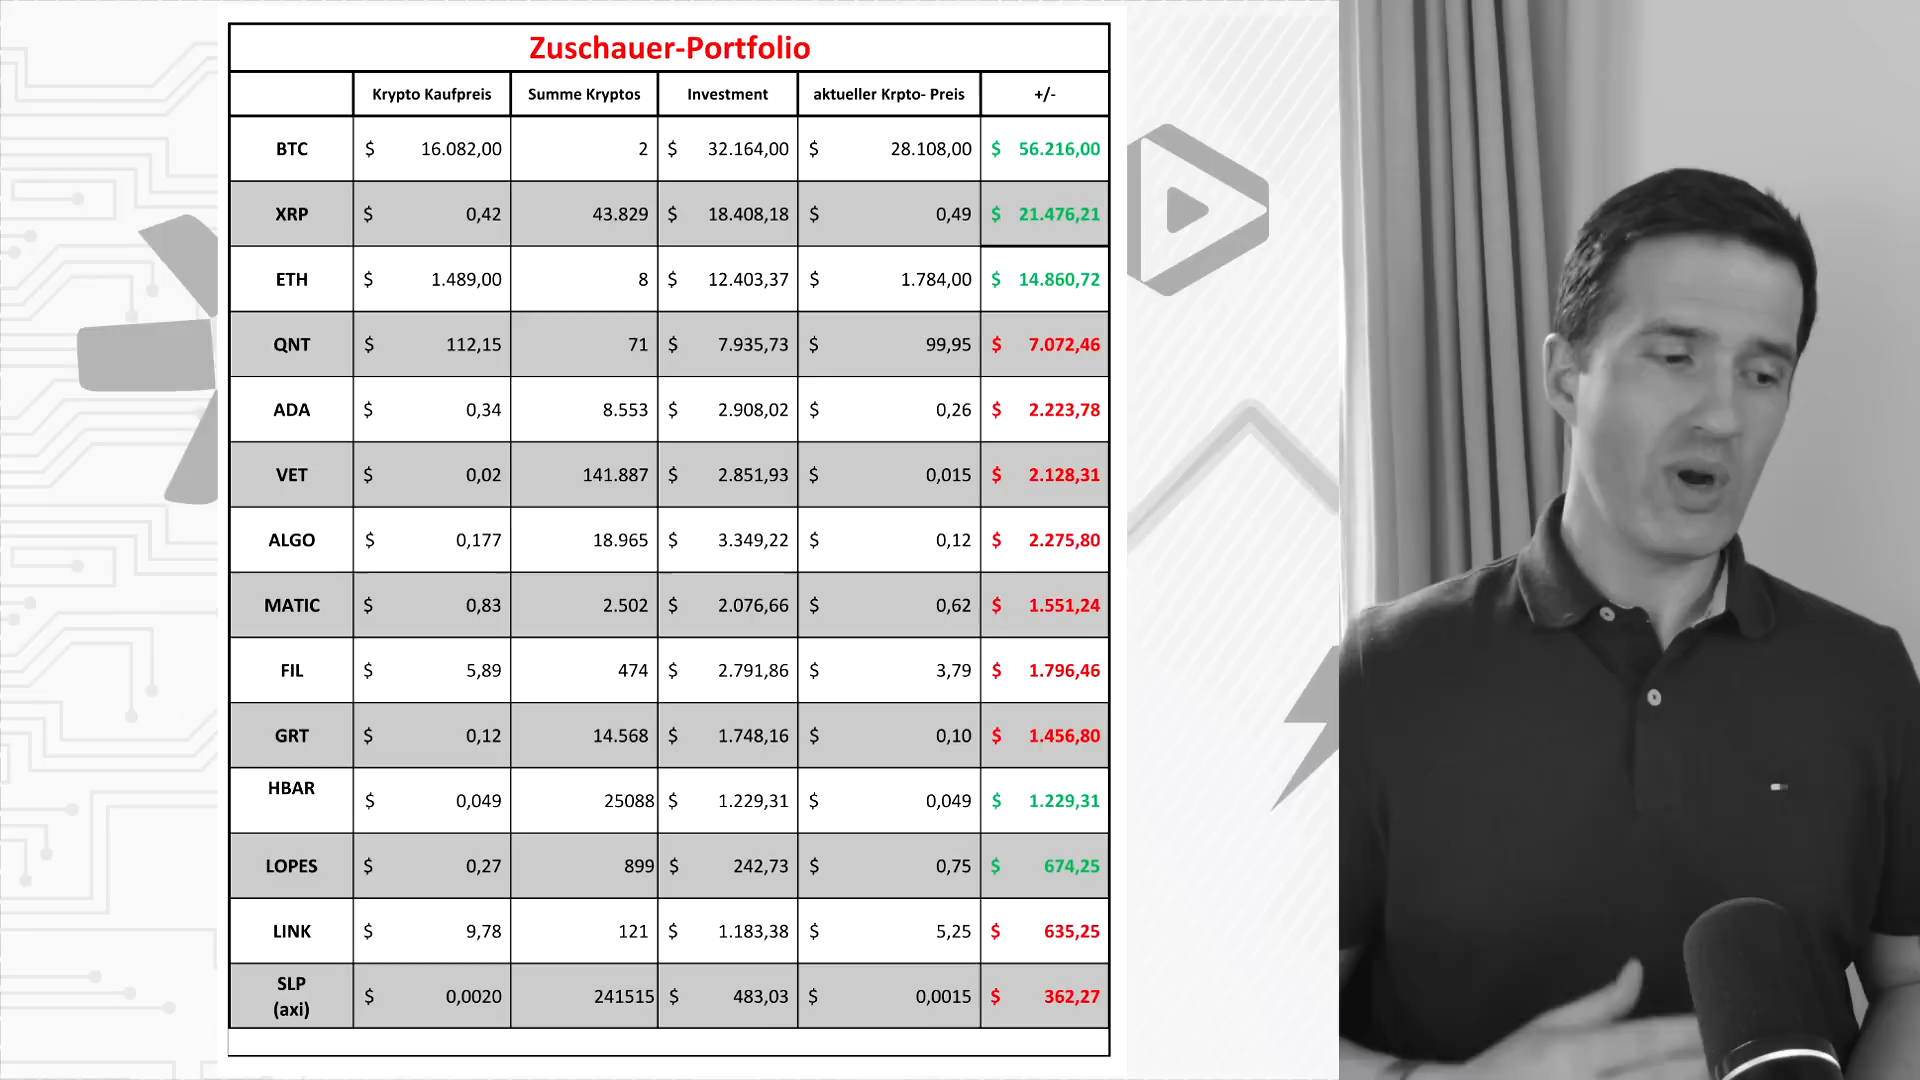 Zuschauer-Portfolio
Krypto Kaufpreis Summe Kryptos Investment aktueller Krpto- Preis +/-
BTC $ 16.082,00 2 $ 32.164,00 $ 28.108,00 $ 56.216,00
XRP $ 0,42 43.829 $ 18.408,18 $ 0,49 $ 21.476,21
ETH $ 1.489,00 8 $ 12.403,37 $ 1.784,00 $ 14.860,72
QNT $ 112,15 71 $ 7.935,73 $ 99,95 $ 7.072,46
ADA $ 0,34 8.553 $ 2.908,02 $ 0,26 $ 2.223,78
VET $ 0,02 141.887 $ 2.851,93 $ 0,015 $ 2.128,31
ALGO $ 0,177 18.965 $ 3.349,22 $ 0,12 $ 2.275,80
MATIC $ 0,83 2.502 $ 2.076,66 $ 0,62 $ 1.551,24
FIL $ 5,89 474 $ 2.791,86 $ 3,79 $ 1.796,46
GRT $ 0,12 14.568 $ 1.748,16 $ 0,10 $ 1.456,80
HBAR $ 0,049 25088 $ 1.229,31 $ 0,049 $ 1.229,31
LOPES $ 0,27 899 $ 242,73 $ 0,75 $ 674,25
LINK $ 9,78 121 $ 1.183,38 $ 5,25 $ 635,25
SLP
(axi) $ 0,0020 241515 $ 483,03 $ 0,0015 $ 362,27